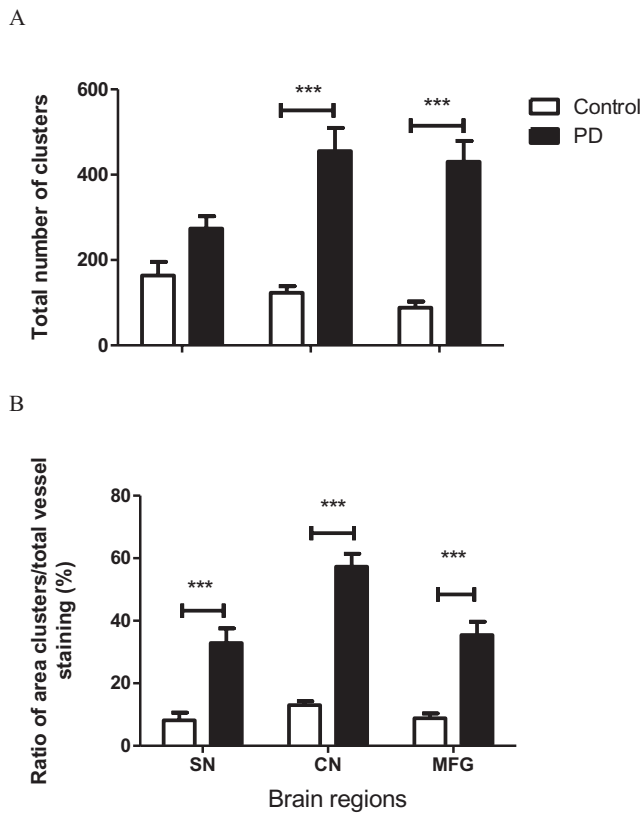 A
600
400
200
0
Total number of clusters
***
***
Control
PD
B
80
60
40
20
0
Ratio of area clusters/total vessel
staining (%)
***
***
***
SN CN MFG
Brain regions